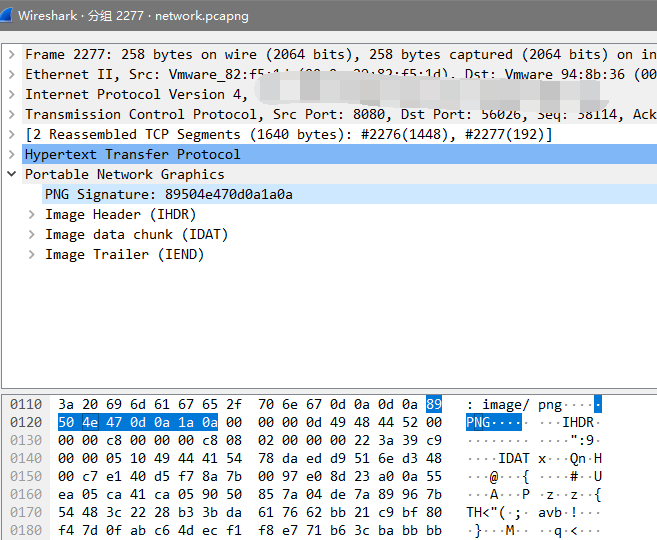 Wireshark · 分组 2277 · network.pcapng
Frame 2277: 258 bytes on wire (2064 bits), 258 bytes captured (2064 bits) on in
Ethernet II, Src: Vmware_82:f5:1d Dst: Vmware 94:8b:36 (00
Internet Protocol Version 4,
Transmission Control Protocol, Src Port: 8080, Dst Port: 56026, Seq: 38114, Ack
[2 Reassembled TCP Segments (1640 bytes): #2276(1448), #2277(192)]
Hypertext Transfer Protocol
Portable Network Graphics
PNG Signature: 89504e470d0a1a0a
Image Header (IHDR)
Image data chunk (IDAT)
Image Trailer (IEND)
0110 3a 20 69 6d 61 67 65 2f 70 6e 67 0d 0a 0d 0a 89 : image/ png·····
0120 50 4e 47 0d 0a 1a 0a 00 00 00 0d 49 48 44 52 00 PNG····· ···IHDR·
0130 00 00 c8 00 00 00 c8 08 02 00 00 00 22 3a 39 c9 ········ ····":9·
0140 00 00 05 10 49 44 41 54 78 da ed d9 51 6e d3 48 ····IDAT x···Qn·H
0150 00 c7 e1 40 d5 f7 8a 7b 00 97 e0 8d 23 a0 0a 55 ···@···{ ····#··U
0160 ea 05 ca 41 ca 05 90 50 85 7a 04 de 7a 89 96 7b ···A···P ·z··z··{
0170 54 48 3c 22 28 b3 3b da 61 76 62 bb 21 c9 bf 80 TH<"(·;· avb·!···
0180 f4 7d 0f ab c6 4d ec f1 f8 e7 71 b6 3c ba bb bb ·}···M·· ··q·<···